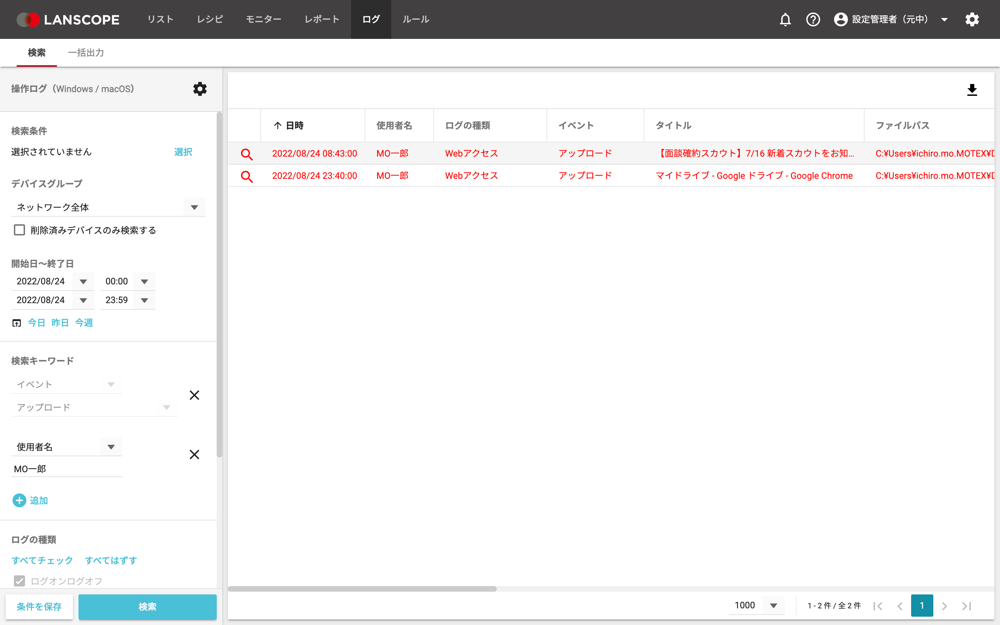 LANSCOPE リスト レシピ モニター レポート ログ ルール 設定管理者（元中）
検索 一括出力
操作ログ（Windows / macOS）
検索条件
選択されていません 選択
デバイスグループ
ネットワーク全体
削除済みデバイスのみ検索する
開始日〜終了日
2022/08/24 00:00
2022/08/24 23:59
今日 昨日 今週
検索キーワード
イベント
アップロード
使用者名
MO一郎
追加
ログの種類
すべてチェック すべてはずす
ログオンログオフ
条件を保存 検索
日時 使用者名 ログの種類 イベント タイトル ファイルパス
2022/08/24 08:43:00 MO一郎 Webアクセス アップロード 【面談確約スカウト】7/16 新着スカウトをお知... C:¥Users¥ichiro.mo.MOTEX¥D
2022/08/24 23:40:00 MO一郎 Webアクセス アップロード マイドライブ - Google ドライブ - Google Chrome C:¥Users¥ichiro.mo.MOTEX¥D
1000 1 - 2 件 / 全 2 件 1